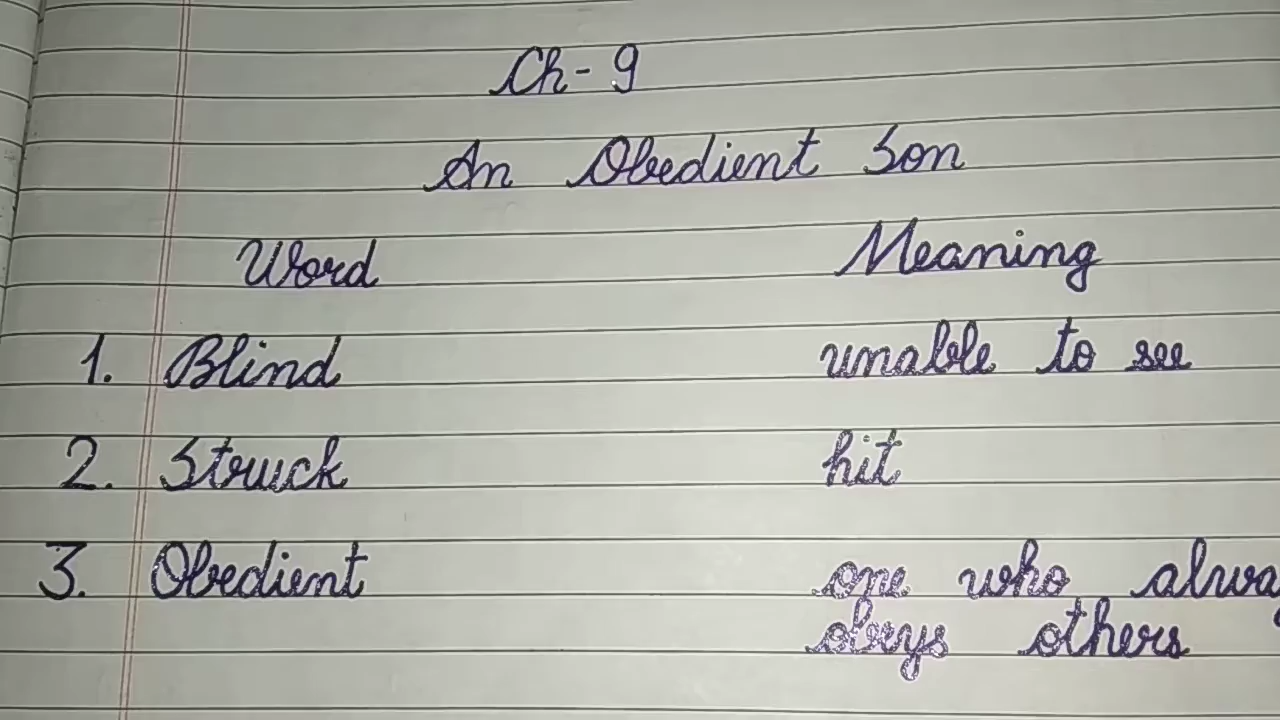 Ch - 9
An Obedient Son
Word Meaning
1. Blind unable to see
2. Struck hit
3. Obedient one who
obeys others